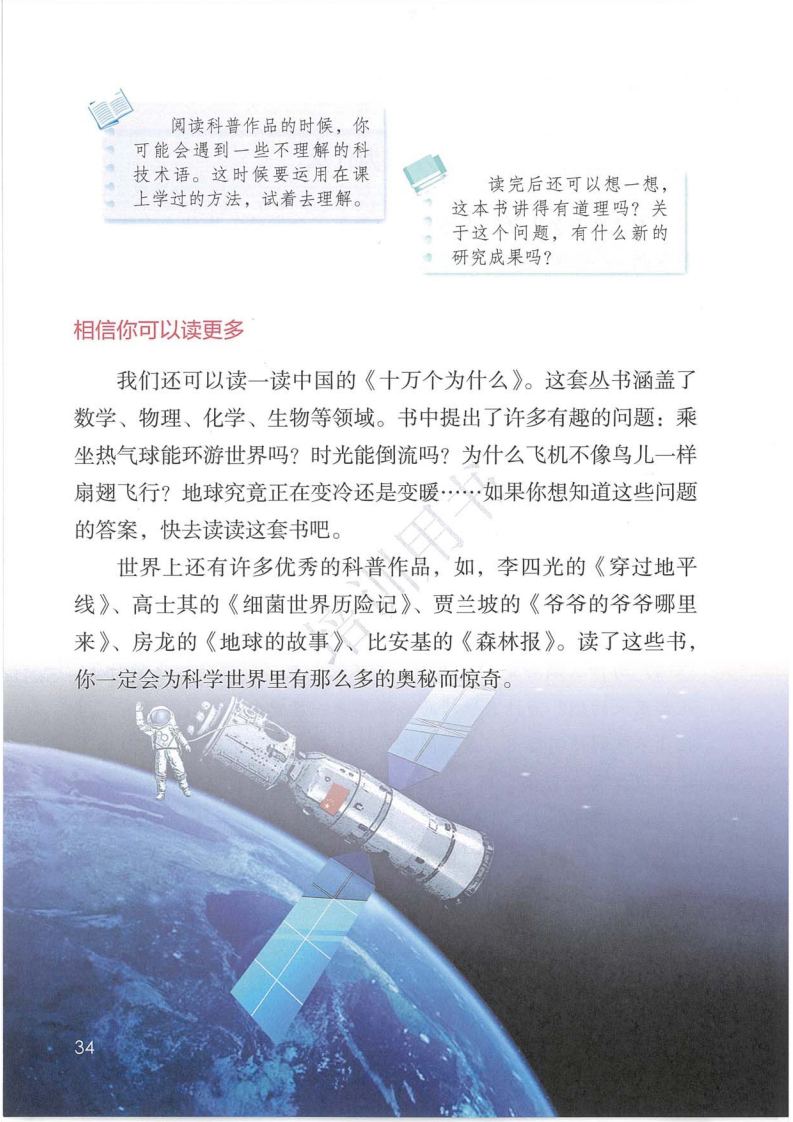 阅读科普作品的时候，你
可能会遇到一些不理解的科
技术语。这时候要运用在课
上学过的方法，试着去理解。
读完后还可以想一想，
这本书讲得有道理吗？关
于这个问题，有什么新的
研究成果吗？
相信你可以读更多
我们还可以读一读中国的《十万个为什么》。这套丛书涵盖了
数学、物理、化学、生物等领域。书中提出了许多有趣的问题：乘
坐热气球能环游世界吗？时光能倒流吗？为什么飞机不像鸟儿一样
扇翅飞行？地球究竟正在变冷还是变暖……如果你想知道这些问题
的答案，快去读读这套书吧。
世界上还有许多优秀的科普作品，如，李四光的《穿过地平
线》、高士其的《细菌世界历险记》、贾兰坡的《爷爷的爷爷哪里
来》、房龙的《地球的故事》、比安基的《森林报》。读了这些书，
你一定会为科学世界里有那么多的奥秘而惊奇。
培训用书
34